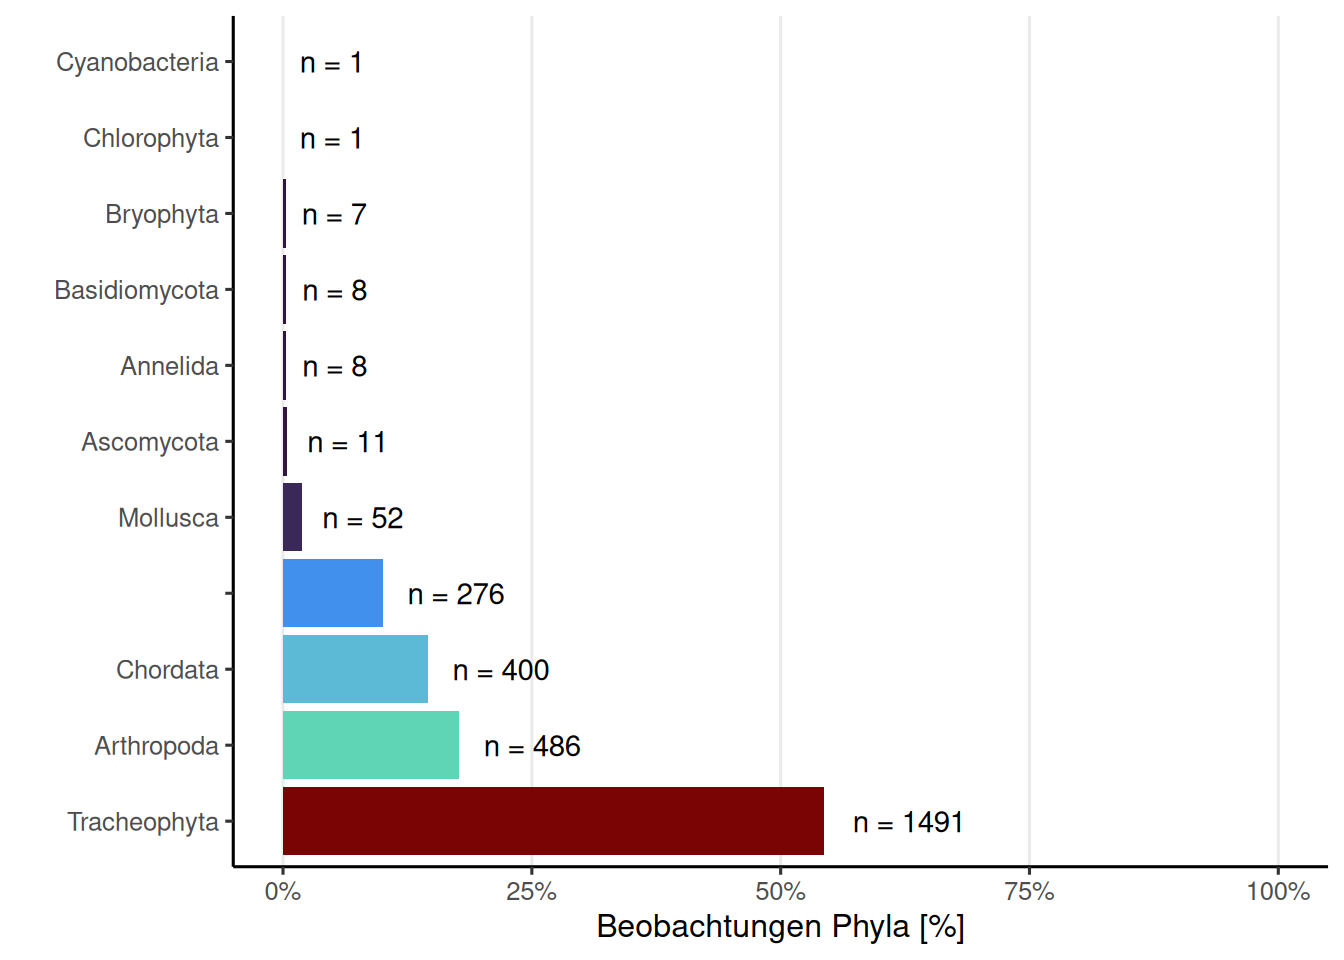 Cyanobacteria n = 1
Chlorophyta n = 1
Bryophyta n = 7
Basidiomycota n = 8
Annelida n = 8
Ascomycota n = 11
Mollusca n = 52
n = 276
Chordata n = 400
Arthropoda n = 486
Tracheophyta n = 1491
0% 25% 50% 75% 100%
Beobachtungen Phyla [%]